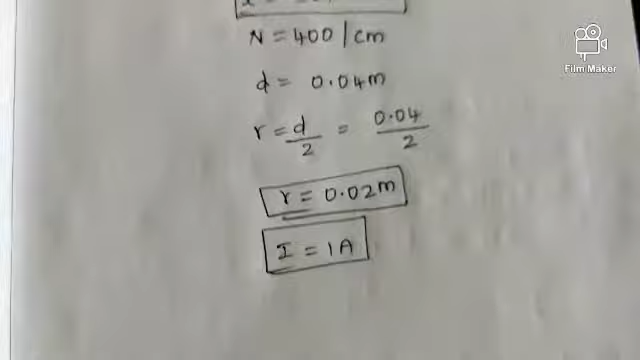 N = 400 / cm
d = 0.04m
r = d/2 = 0.04/2
r = 0.02m
I = 1A
Film Maker